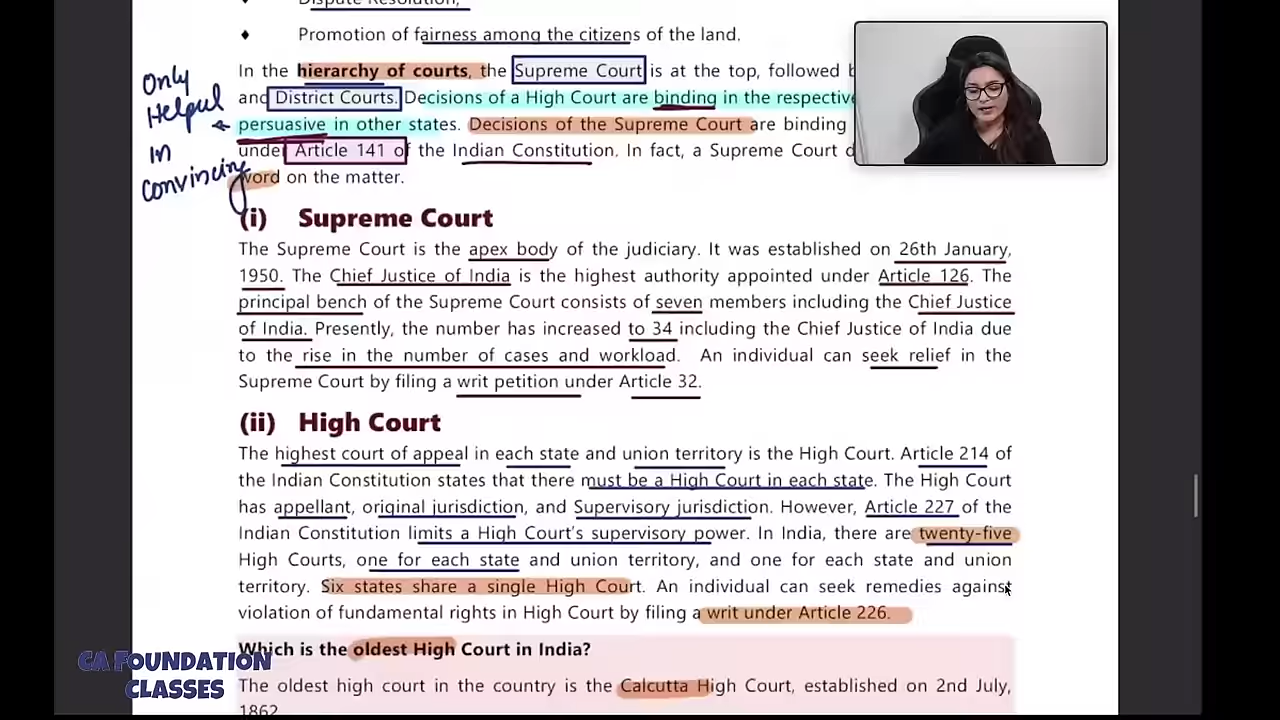 Dispute Resolution,
♦ Promotion of fairness among the citizens of the land.
In the hierarchy of courts, the Supreme Court is at the top, followed
and District Courts. Decisions of a High Court are binding in the respective
persuasive in other states. Decisions of the Supreme Court are binding
under Article 141 of the Indian Constitution. In fact, a Supreme Court
word on the matter.
Only
Helpul
in
Convincing
(i) Supreme Court
The Supreme Court is the apex body of the judiciary. It was established on 26th January,
1950. The Chief Justice of India is the highest authority appointed under Article 126. The
principal bench of the Supreme Court consists of seven members including the Chief Justice
of India. Presently, the number has increased to 34 including the Chief Justice of India due
to the rise in the number of cases and workload. An individual can seek relief in the
Supreme Court by filing a writ petition under Article 32.
(ii) High Court
The highest court of appeal in each state and union territory is the High Court. Article 214 of
the Indian Constitution states that there must be a High Court in each state. The High Court
has appellant, original jurisdiction, and Supervisory jurisdiction. However, Article 227 of the
Indian Constitution limits a High Court's supervisory power. In India, there are twenty-five
High Courts, one for each state and union territory, and one for each state and union
territory. Six states share a single High Court. An individual can seek remedies against
violation of fundamental rights in High Court by filing a writ under Article 226.
Which is the oldest High Court in India?
The oldest high court in the country is the Calcutta High Court, established on 2nd July,
1862
CA Foundation
Classes